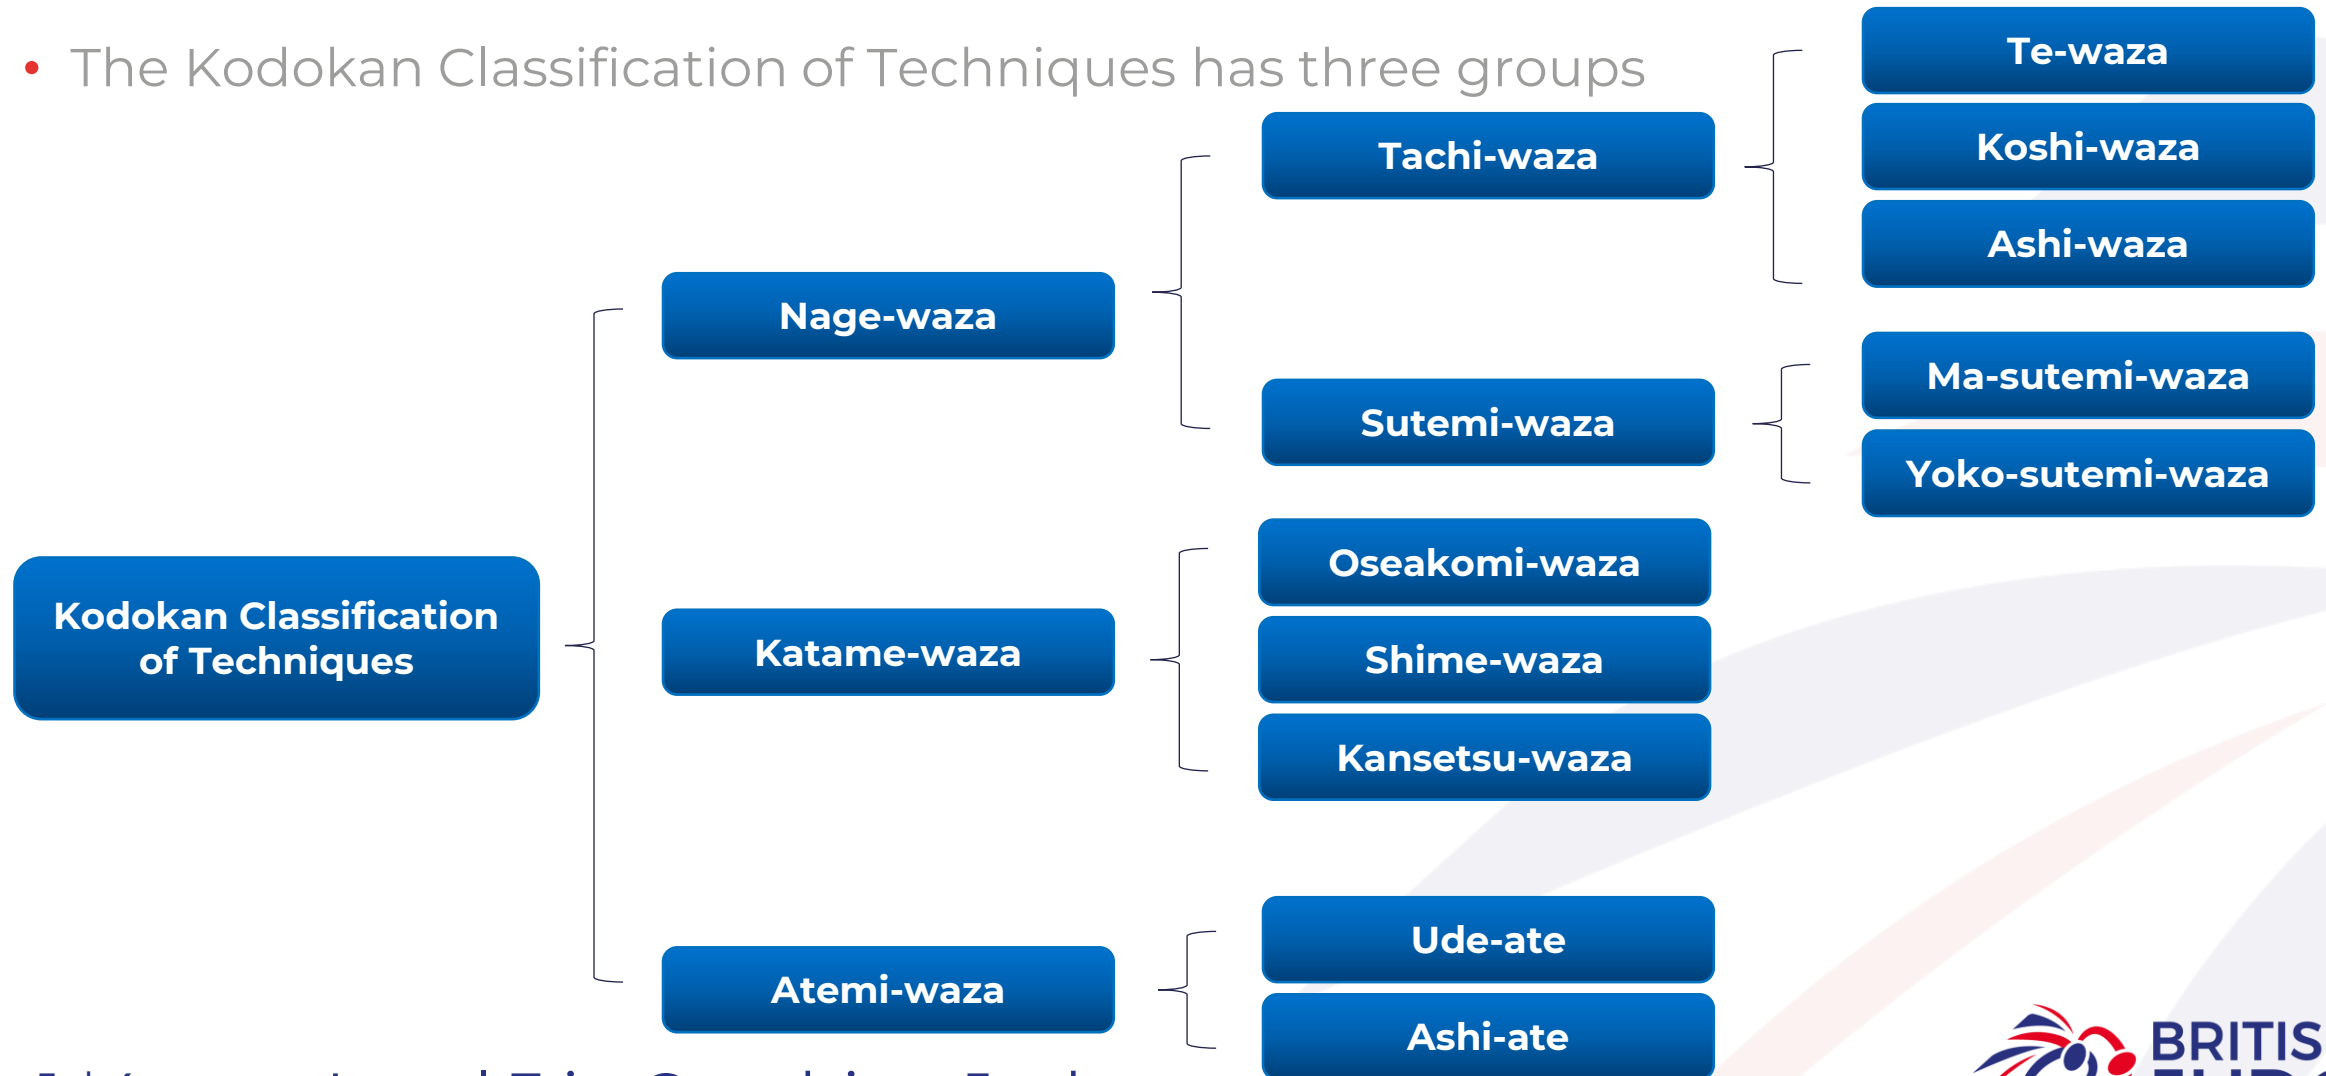 • The Kodokan Classification of Techniques has three groups
Te-waza
Koshi-waza
Ashi-waza
Tachi-waza
Nage-waza
Ma-sutemi-waza
Sutemi-waza
Yoko-sutemi-waza
Kodokan Classification
of Techniques
Katame-waza
Oseakomi-waza
Shime-waza
Kansetsu-waza
Atemi-waza
Ude-ate
Ashi-ate
BRITIS